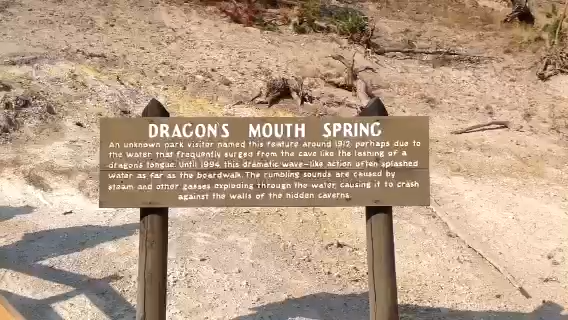 DRAGON'S MOUTH SPRING
An unknown park visitor named this feature around 1912, perhaps due to
the water that frequently surged from the cave like the lashing of a
dragon's tongue. Until 1994, this dramatic wave-like action often splashed
water as far as the boardwalk. The rumbling sounds are caused by
steam and other gasses exploding through the water, causing it to crash
against the walls of the hidden caverns.